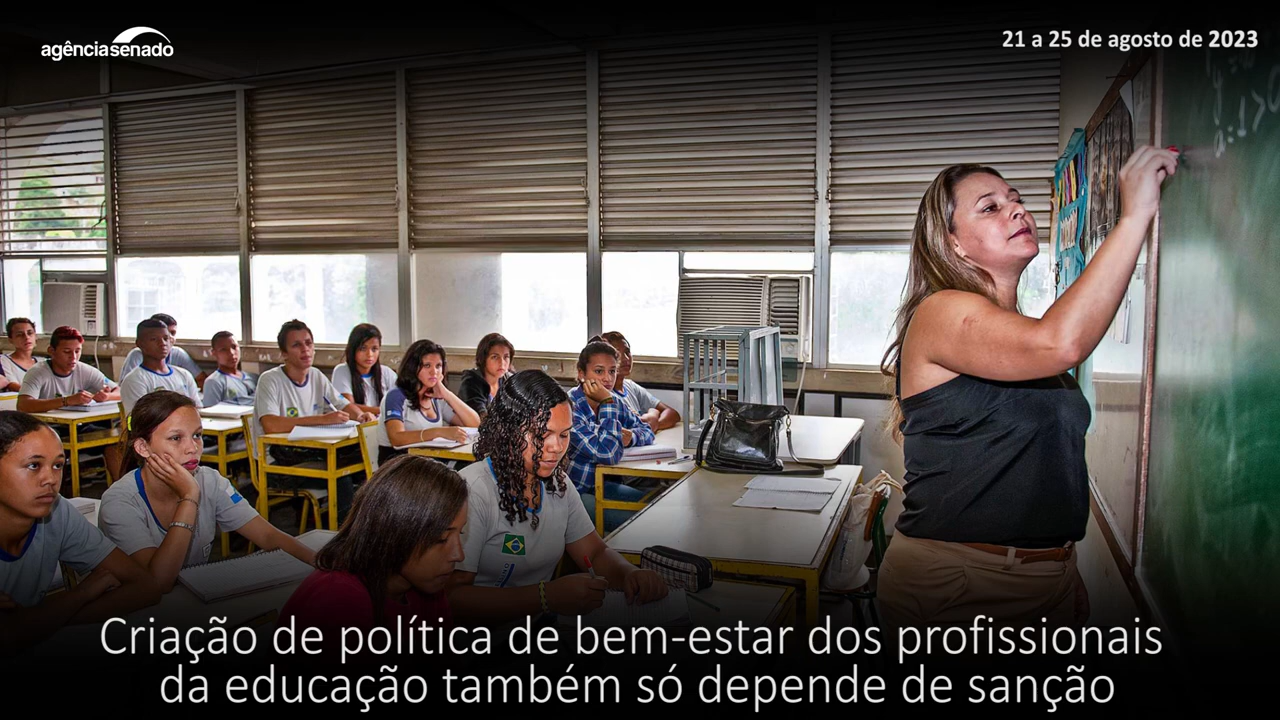 agênciasenado
21 a 25 de agosto de 2023
Criação de política de bem-estar dos profissionais
da educação também só depende de sanção